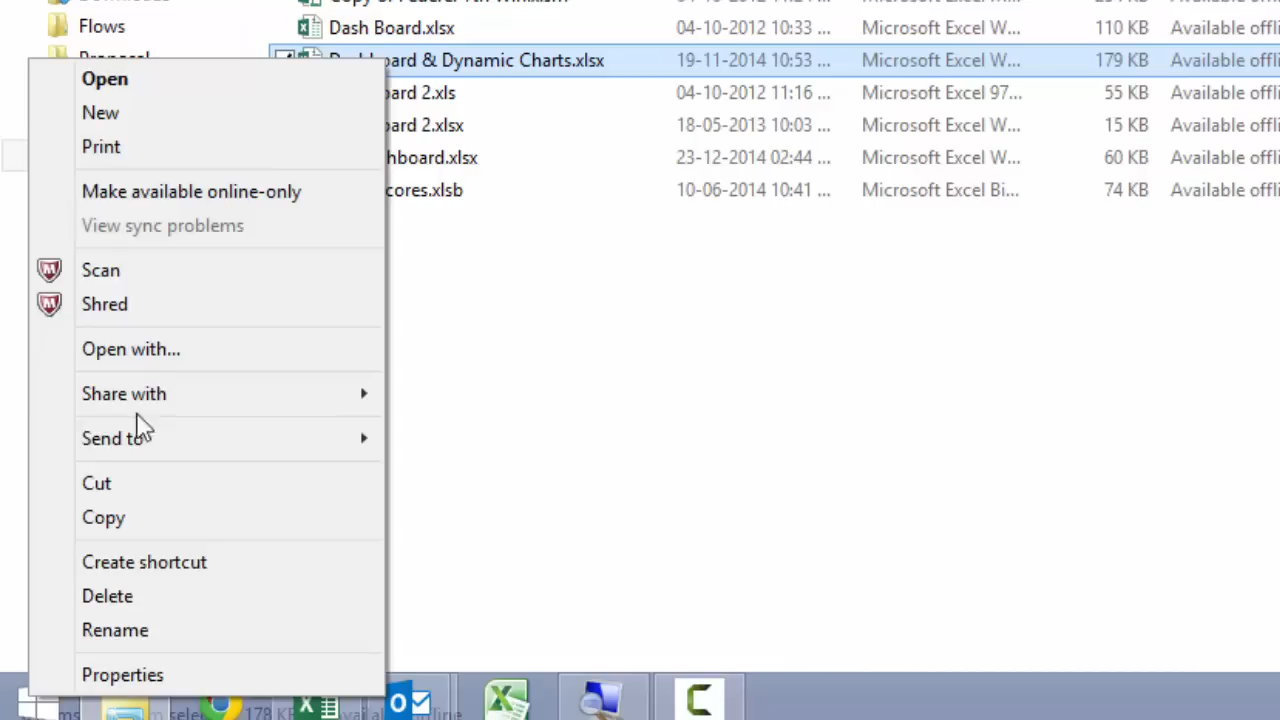 Flows
Dash Board.xlsx 04-10-2012 10:33 ... Microsoft Excel W... 110 KB Available offli
board & Dynamic Charts.xlsx 19-11-2014 10:53 ... Microsoft Excel W... 179 KB Available offli
ard 2.xls 04-10-2012 11:16 ... Microsoft Excel 97... 55 KB Available offli
ard 2.xlsx 18-05-2013 10:03 ... Microsoft Excel W... 15 KB Available offli
hboard.xlsx 23-12-2014 02:44 ... Microsoft Excel W... 60 KB Available offli
cores.xlsb 10-06-2014 10:41 ... Microsoft Excel Bi... 74 KB Available offli
Open
New
Print
Make available online-only
View sync problems
Scan
Shred
Open with...
Share with
Send to
Cut
Copy
Create shortcut
Delete
Rename
Properties